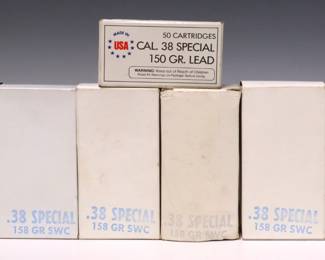 MADE IN
USA
50 CARTRIDGES
CAL. 38 SPECIAL
150 GR. LEAD
WARNING: Keep out of Reach of Children
.38 SPECIAL
158 GR SWC
.38 SPECIAL
158 GR SWC
.38 SPECIAL
158 GR SWC
.38 SPECIAL
158 GR SWC